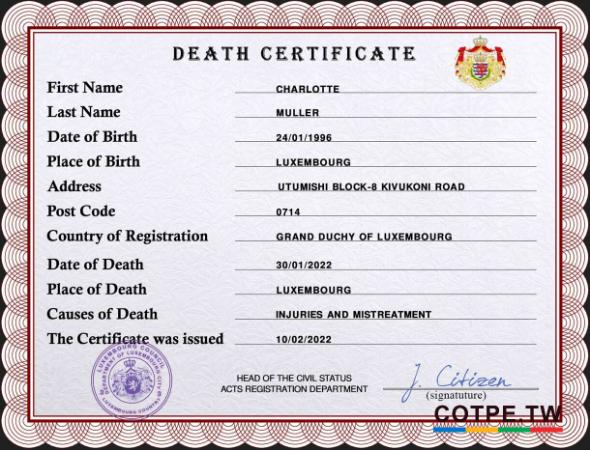 DEATH CERTIFICATE
First Name CHARLOTTE
Last Name MULLER
Date of Birth 24/01/1996
Place of Birth LUXEMBOURG
Address UTUMISHI BLOCK-8 KIVUKONI ROAD
Post Code 0714
Country of Registration GRAND DUCHY OF LUXEMBOURG
Date of Death 30/01/2022
Place of Death LUXEMBOURG
Causes of Death INJURIES AND MISTREATMENT
The Certificate was issued 10/02/2022
LUXEMBOURG COUNCIL
DEPARTMENT OF LUXEMBOURG CITY
HEAD OF THE CIVIL STATUS
ACTS REGISTRATION DEPARTMENT
J. Citizen
(signatuture)
COTPE.TW